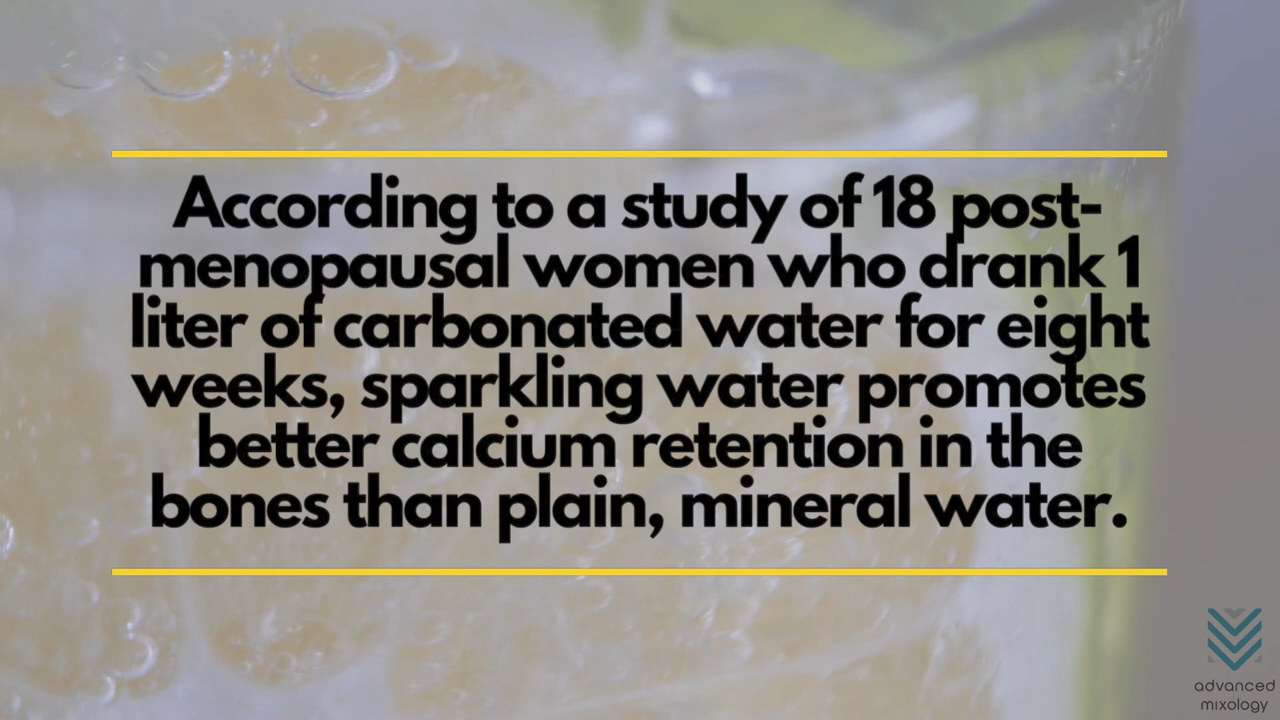 According to a study of 18 post-
menopausal women who drank 1
liter of carbonated water for eight
weeks, sparkling water promotes
better calcium retention in the
bones than plain, mineral water.
advanced
mixology